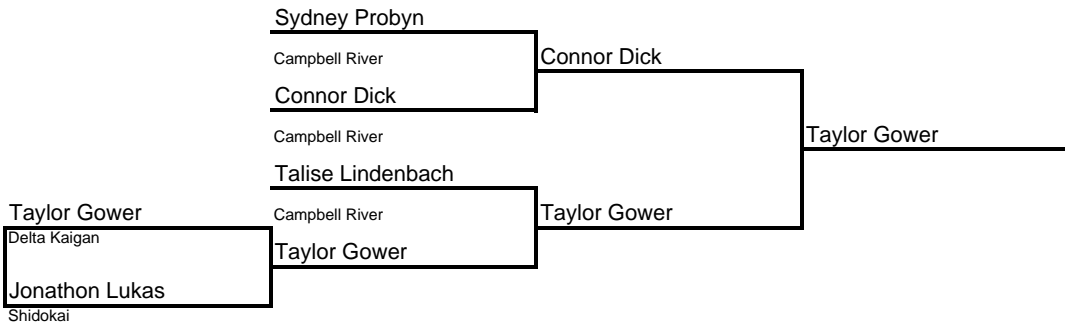 Sydney Probyn
Campbell River
Connor Dick
Connor Dick
Campbell River
Taylor Gower
Talise Lindenbach
Taylor Gower
Campbell River
Taylor Gower
Delta Kaigan
Taylor Gower
Jonathon Lukas
Shidokai